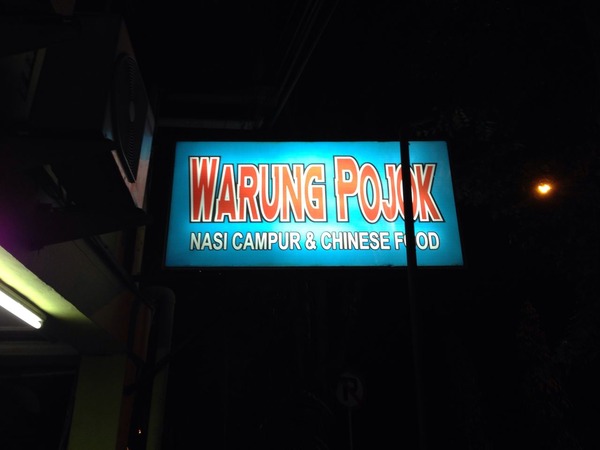 WARUNG POJOK
NASI CAMPUR & CHINESE FOOD